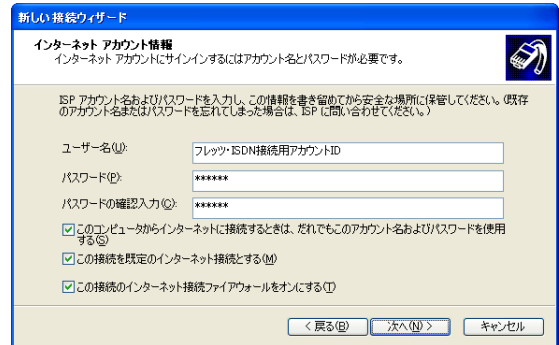 新しい接続ウィザード
インターネット アカウント情報
インターネット アカウントにサインインするにはアカウント名とパスワードが必要です。
ISP アカウント名およびパスワードを入力し、この情報を書き留めてから安全な場所に保管してください。(既存
のアカウント名またはパスワードを忘れてしまった場合は、ISP に問い合わせてください。)
ユーザー名(U):
フレッツ・ISDN接続用アカウントID
パスワード(P):
******
パスワードの確認入力(C):
******
このコンピュータからインターネットに接続するときは、だれでもこのアカウント名およびパスワードを使用
する(S)
この接続を既定のインターネット接続とする(M)
この接続のインターネット接続ファイアウォールをオンにする(T)
< 戻る(B)
次へ(N) >
キャンセル